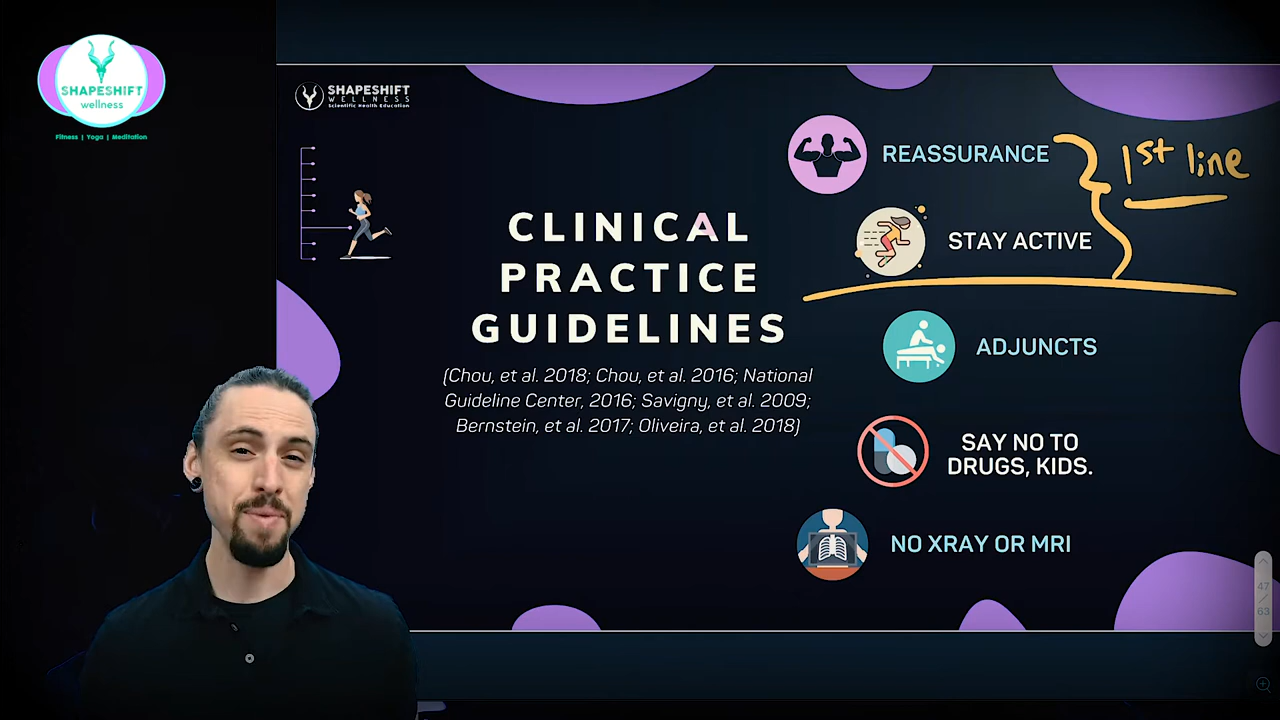 SHAPESHIFT
wellness
Fitness | Yoga | Meditation
SHAPESHIFT
WELLNESS
Scientific Health Education
CLINICAL
PRACTICE
GUIDELINES
(Chou, et al. 2018; Chou, et al. 2016; National
Guideline Center, 2016; Savigny, et al. 2009;
Bernstein, et al. 2017; Oliveira, et al. 2018)
REASSURANCE
1st line
STAY ACTIVE
ADJUNCTS
SAY NO TO
DRUGS, KIDS.
NO XRAY OR MRI
47
/
63